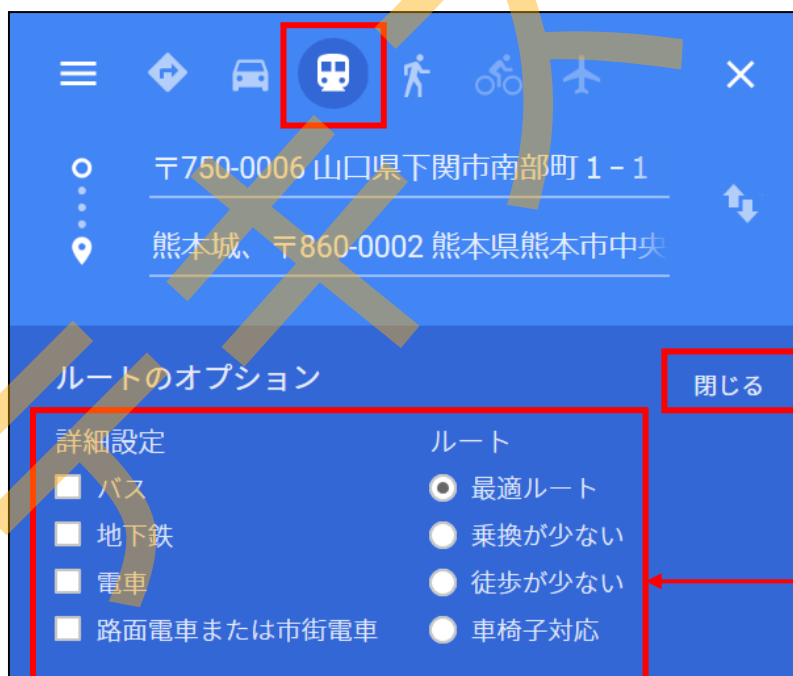 〒750-0006 山口県下関市南部町１−１
熊本城、〒860-0002 熊本県熊本市中央
ルートのオプション
閉じる
詳細設定
ルート
バス
最適ルート
地下鉄
乗換が少ない
電車
徒歩が少ない
路面電車または市街電車
車椅子対応